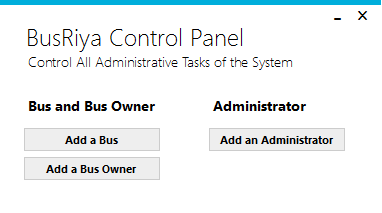 BusRiya Control Panel
Control All Administrative Tasks of the System
Bus and Bus Owner
Add a Bus
Add a Bus Owner
Administrator
Add an Administrator